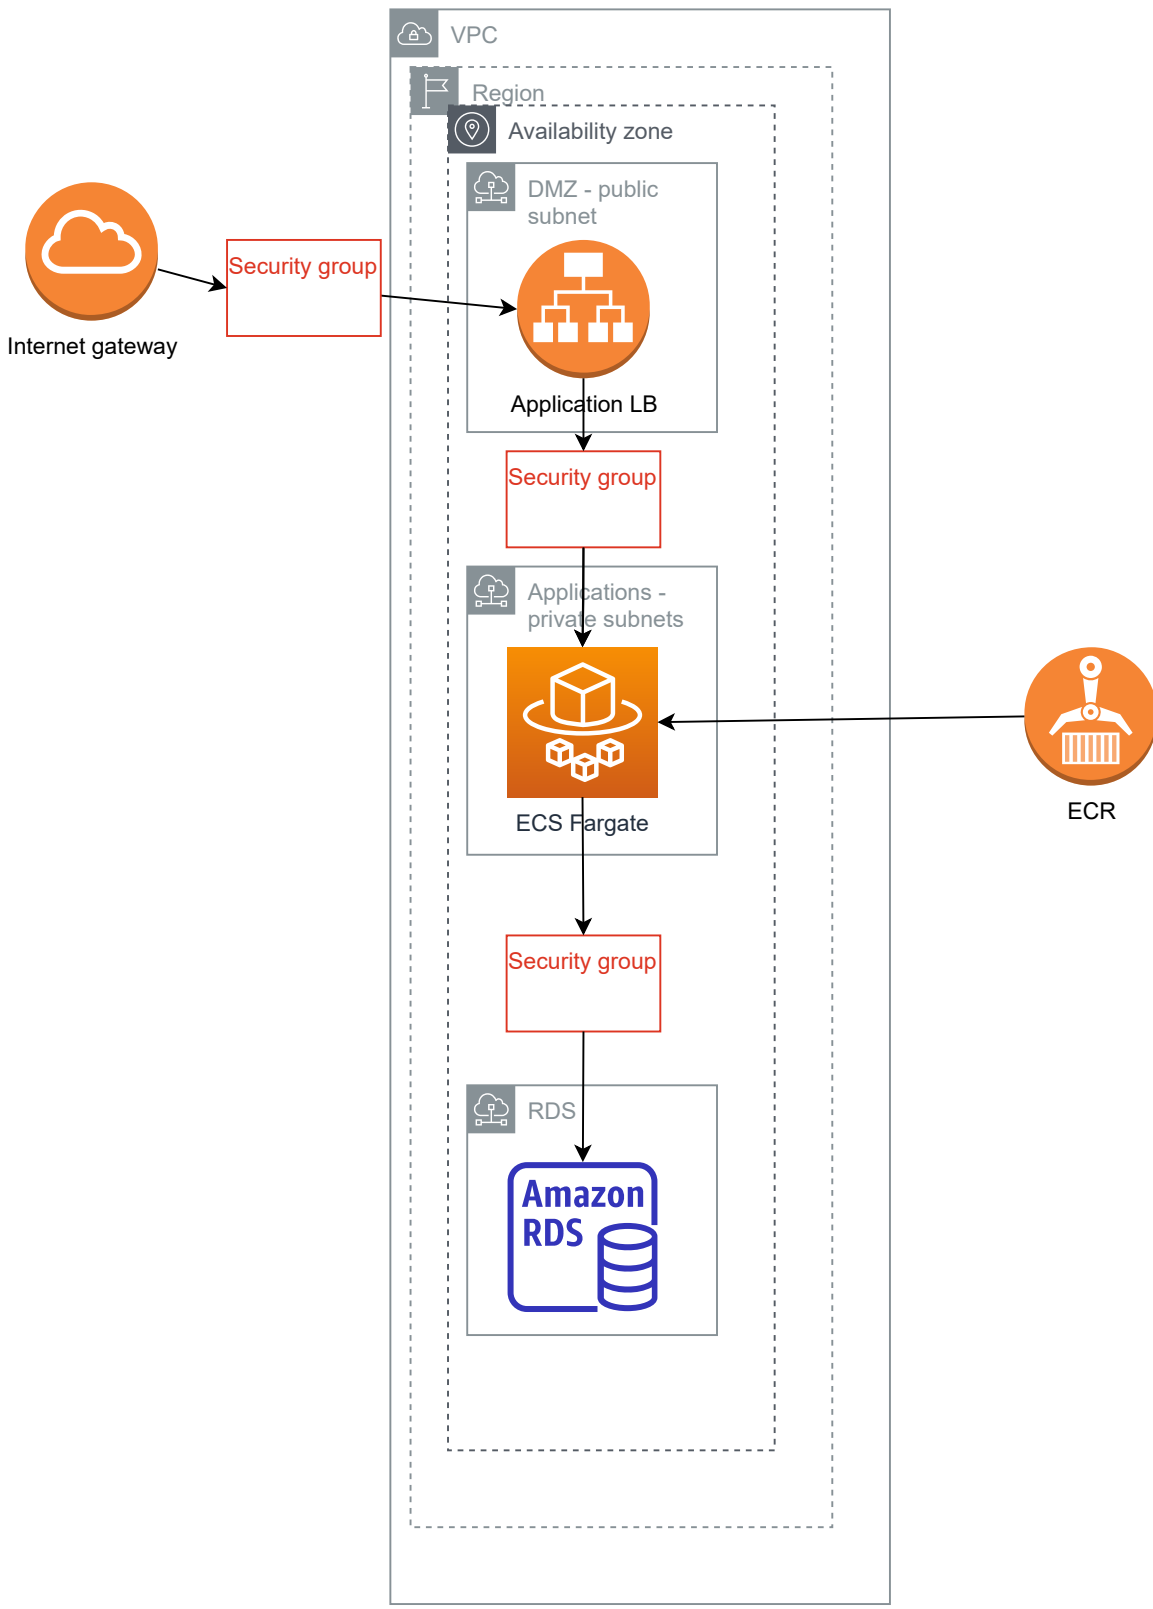 VPC
Region
Availability zone
DMZ - public
subnet
Security group
Internet gateway
Application LB
Security group
Applications -
private subnets
ECS Fargate
ECR
Security group
RDS
Amazon
RDS